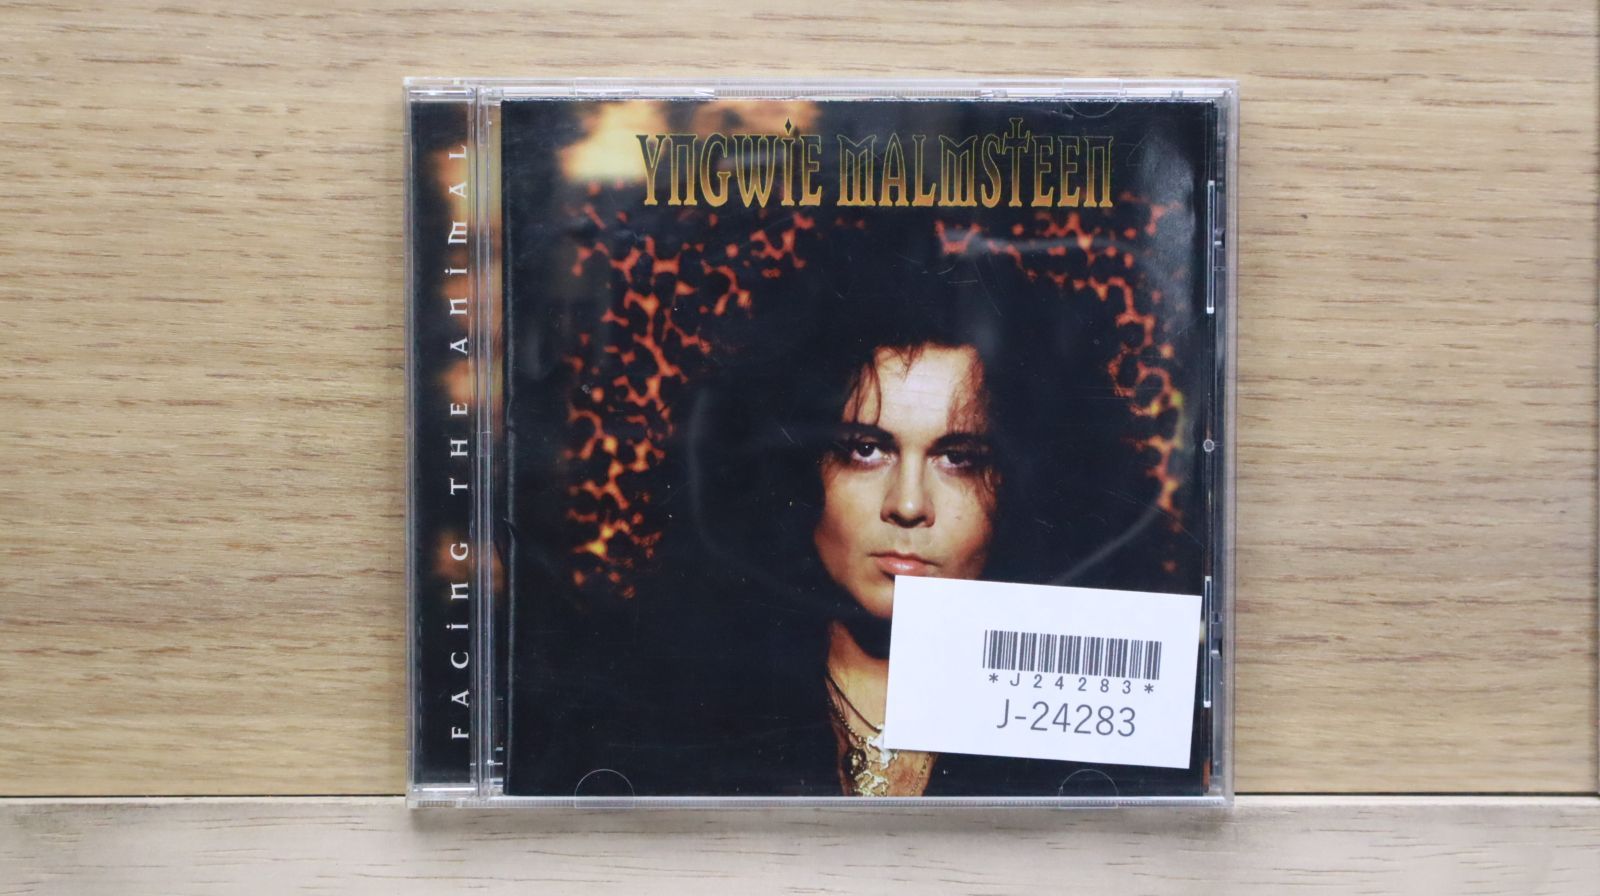 YNGWiE MALMSTEEN
FACiNG THE ANiMAL
*J24283*
J-24283